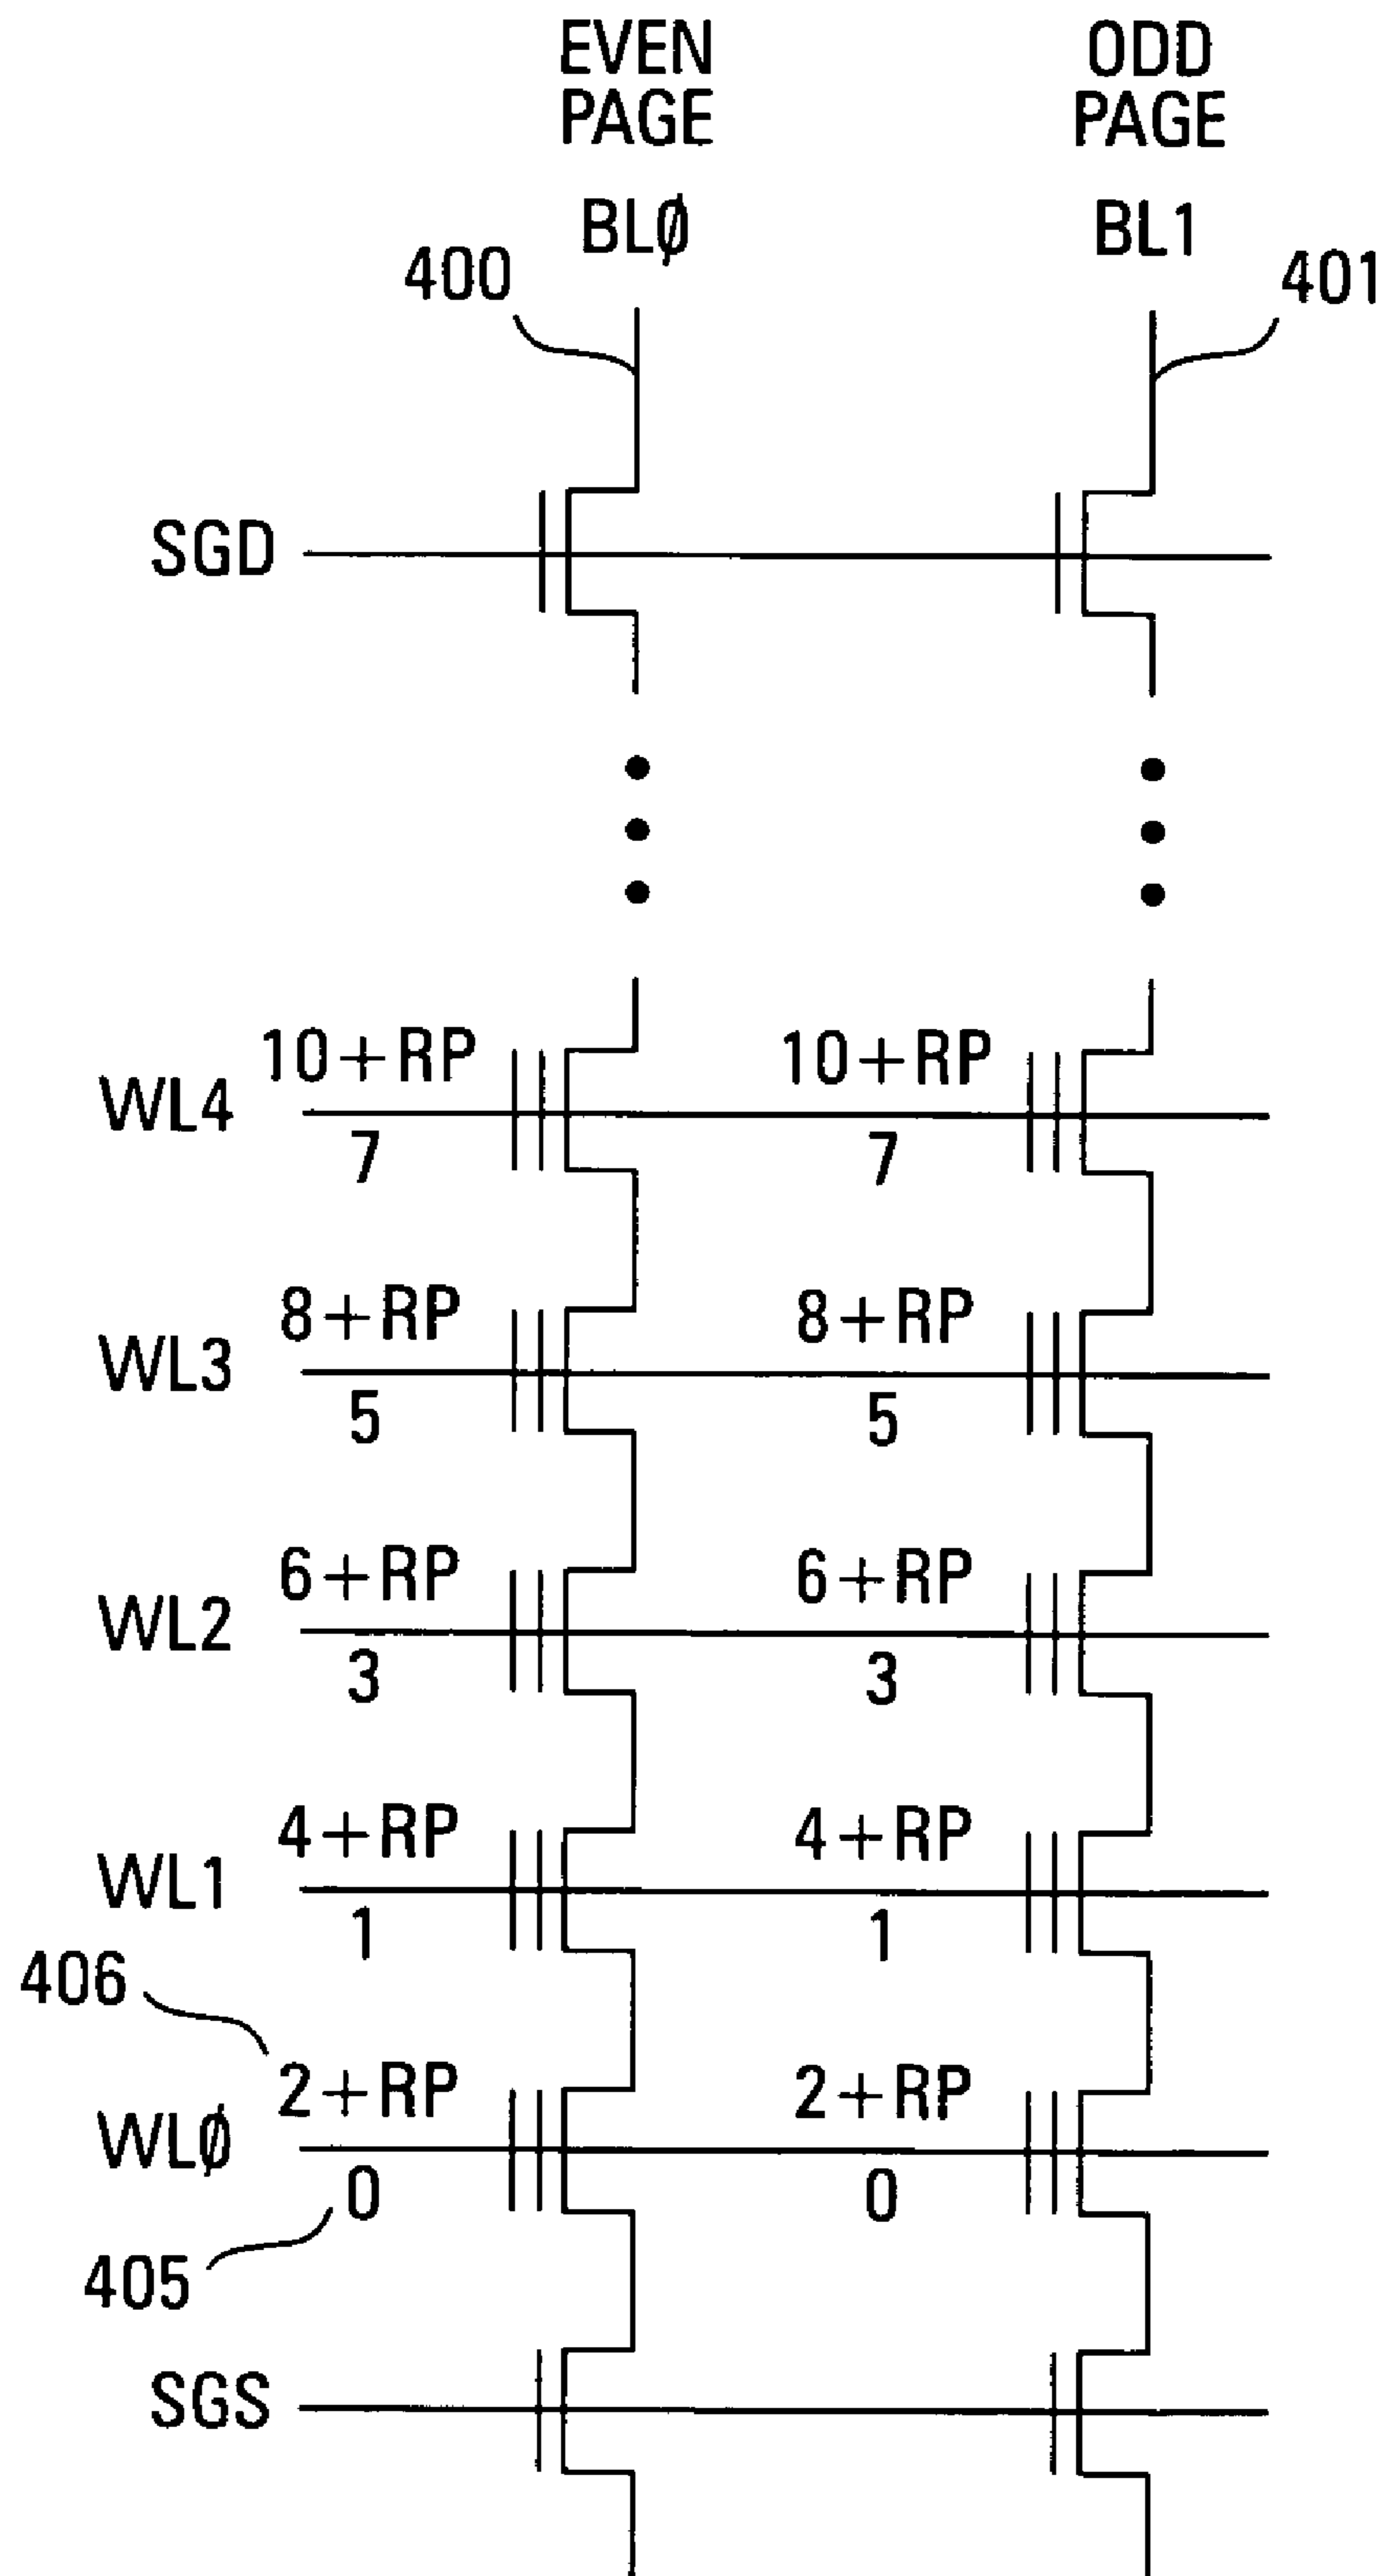 EVEN PAGE
ODD PAGE
BLØ
BL1
400
401
SGD
10+RP
10+RP
WL4
7
7
8+RP
8+RP
WL3
5
5
6+RP
6+RP
WL2
3
3
4+RP
4+RP
WL1
1
1
406
2+RP
2+RP
WLØ
0
0
405
SGS